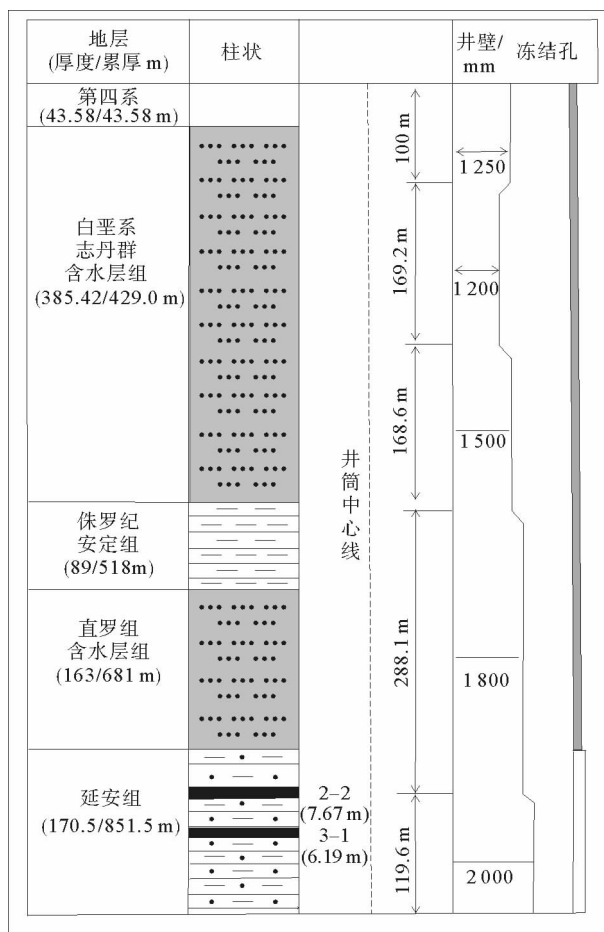 地层
(厚度/累厚 m)
柱状
井壁/
mm
冻结孔
第四系
(43.58/43.58 m)
白垩系
志丹群
含水层组
(385.42/429.0 m)
侏罗纪
安定组
(89/518m)
直罗组
含水层组
(163/681 m)
延安组
(170.5/851.5 m)
2-2
(7.67 m)
3-1
(6.19 m)
井筒中心线
100 m
169.2 m
168.6 m
288.1 m
119.6 m
1 250
1 200
1 500
1 800
2 000